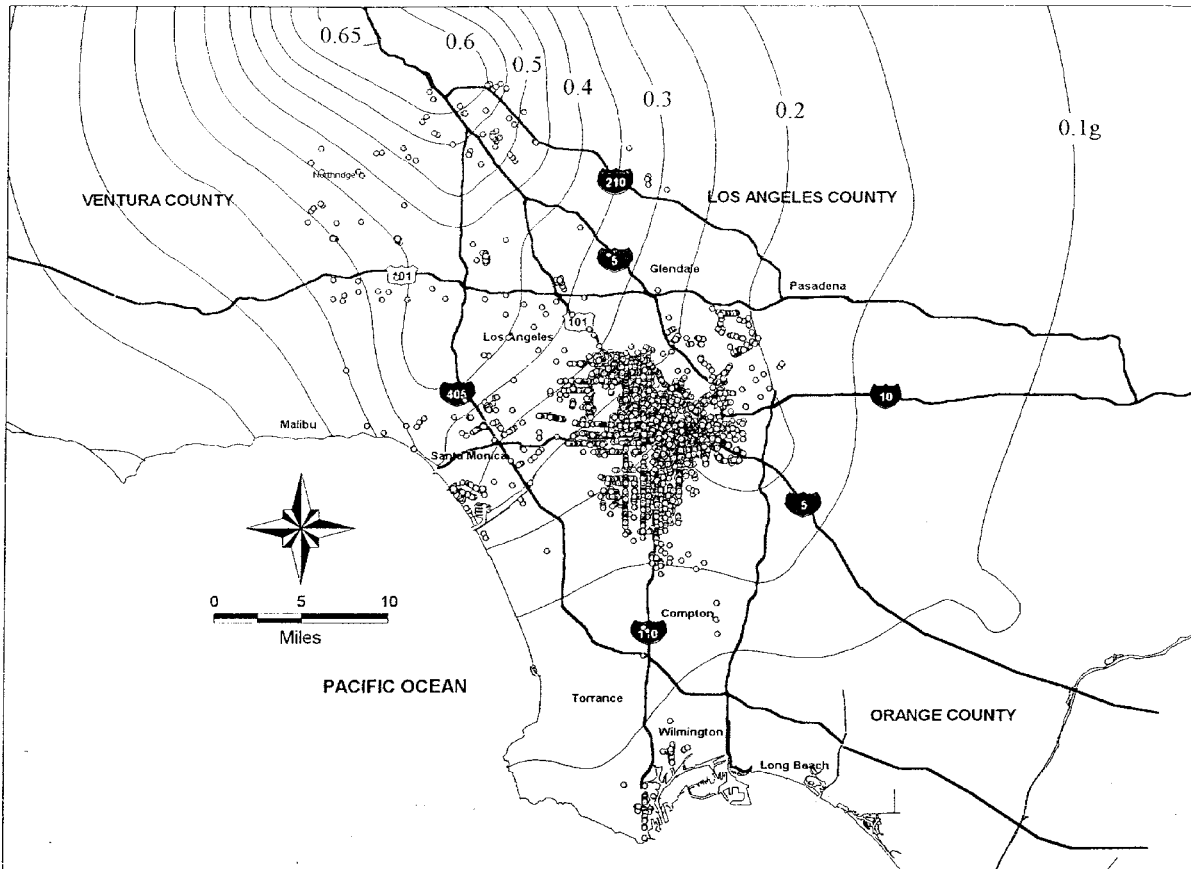 0.65
0.6
0.5
0.4
0.3
0.2
0.1g
Northridge
210
VENTURA COUNTY
LOS ANGELES COUNTY
5
Glendale
101
Pasadena
101
Los Angeles
405
10
Malibu
Santa Monica
5
0 5 10
Miles
Compton
110
PACIFIC OCEAN
Torrance
ORANGE COUNTY
Wilmington
Long Beach